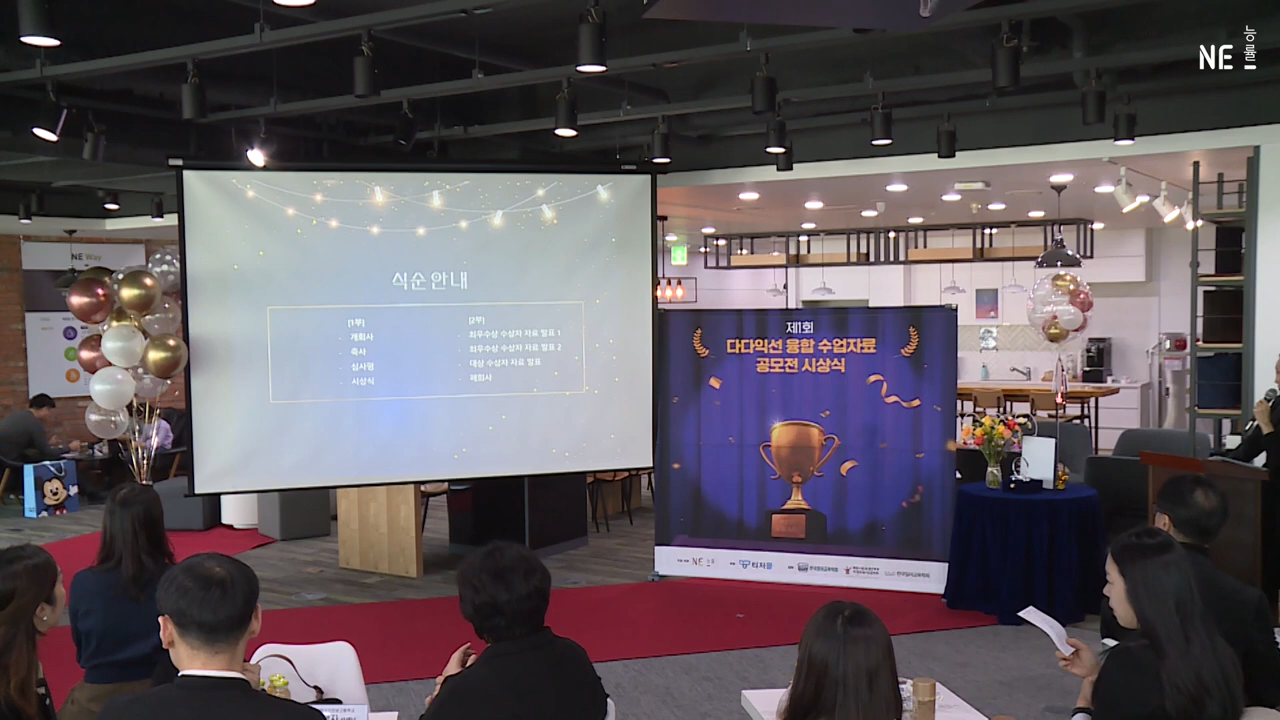 NE 능률
NE Way
식순 안내
[1부]
개회사
축사
심사평
시상식
[2부]
최우수상 수상자 자료 발표 1
최우수상 수상자 자료 발표 2
대상 수상자 자료 발표
폐회사
제1회
다다익선 융합 수업자료
공모전 시상식
NE 능률
티처몰